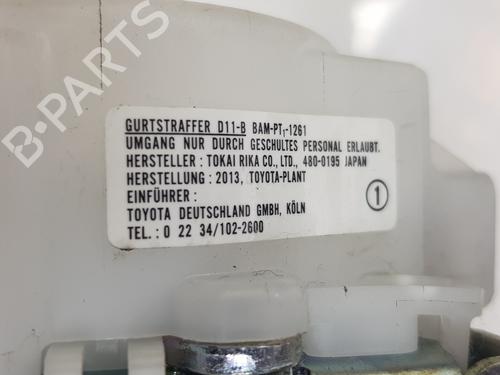 GURTSTRAFFER D11-B BAM-PT1-1261
UMGANG NUR DURCH GESCHULTES PERSONAL ERLAUBT.
HERSTELLER : TOKAI RIKA CO., LTD., 480-0195 JAPAN
HERSTELLUNG : 2013, TOYOTA-PLANT
EINFÜHRER :
TOYOTA DEUTSCHLAND GMBH, KÖLN
TEL. : 0 22 34/102-2600
1
B-PARTS